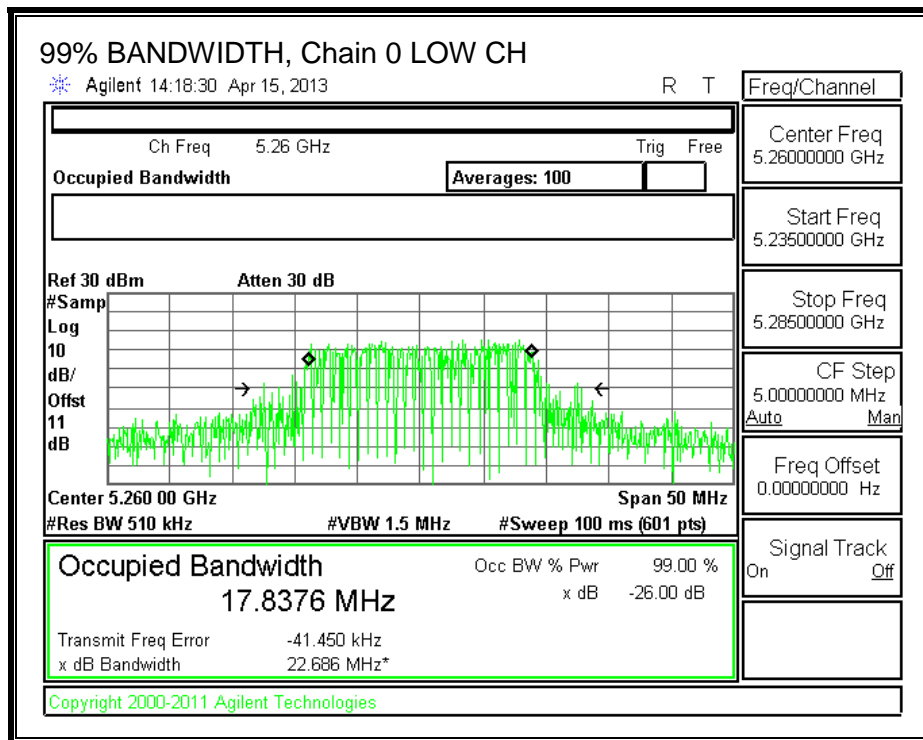 99% BANDWIDTH, Chain 0 LOW CH
Agilent 14:18:30 Apr 15, 2013 R T
Freq/Channel
Ch Freq 5.26 GHz Trig Free
Occupied Bandwidth Averages: 100
Center Freq
5.26000000 GHz
Start Freq
5.23500000 GHz
Stop Freq
5.28500000 GHz
CF Step
5.00000000 MHz
Auto Man
Freq Offset
0.00000000 Hz
Signal Track
On Off
Ref 30 dBm Atten 30 dB
#Samp
Log
10
dB/
Offst
11
dB
Center 5.260 00 GHz Span 50 MHz
#Res BW 510 kHz #VBW 1.5 MHz #Sweep 100 ms (601 pts)
Occupied Bandwidth Occ BW % Pwr 99.00 %
17.8376 MHz x dB -26.00 dB
Transmit Freq Error -41.450 kHz
x dB Bandwidth 22.686 MHz*
Copyright 2000-2011 Agilent Technologies